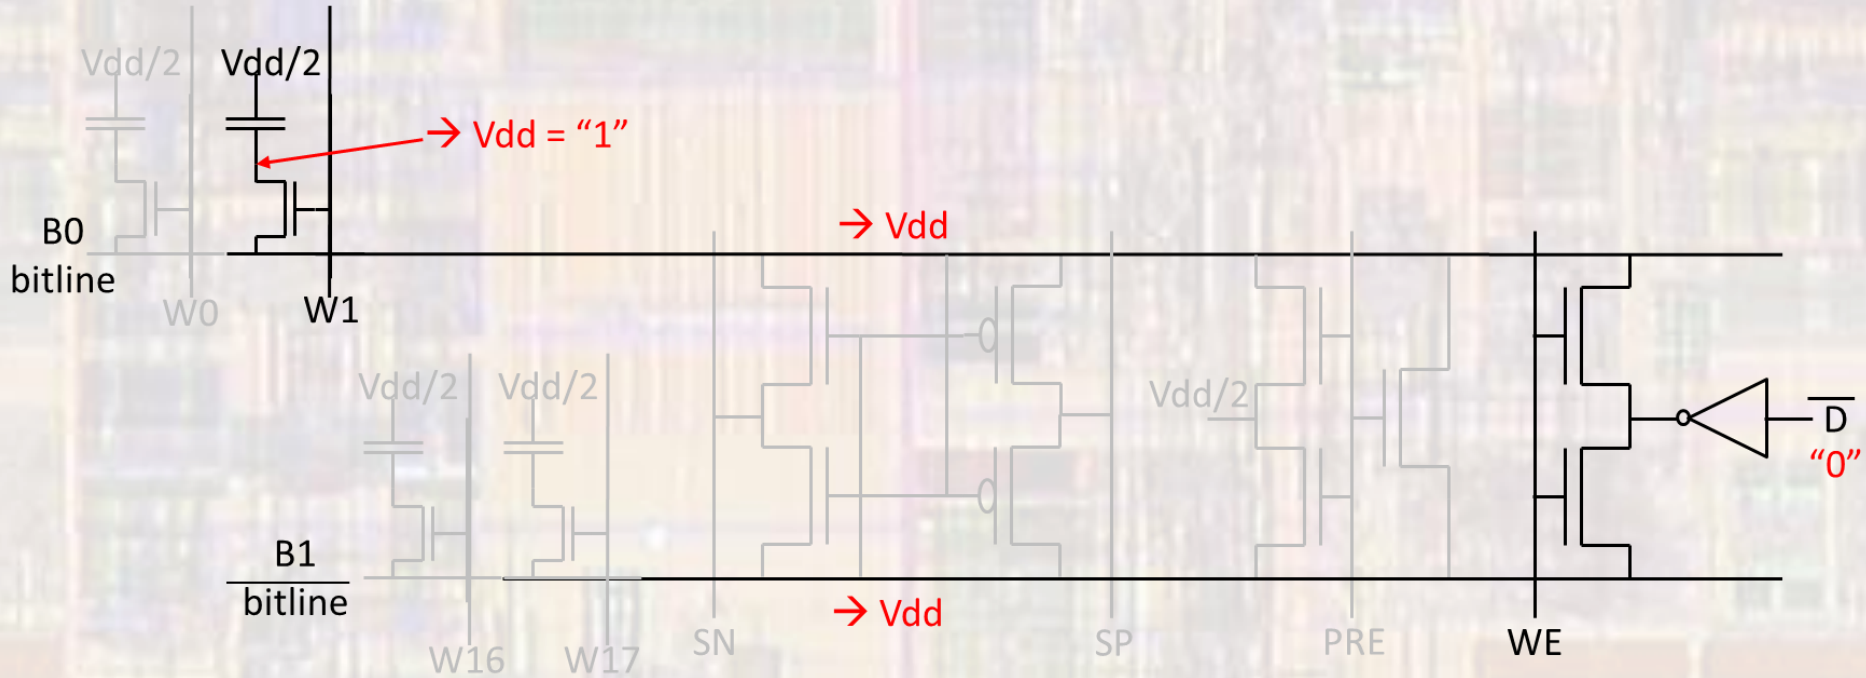 Vdd/2
Vdd/2
→ Vdd = “1”
B0
bitline
→ Vdd
W0
W1
Vdd/2
Vdd/2
Vdd/2
D
“0”
B1
bitline
→ Vdd
W16
W17
SN
SP
PRE
WE